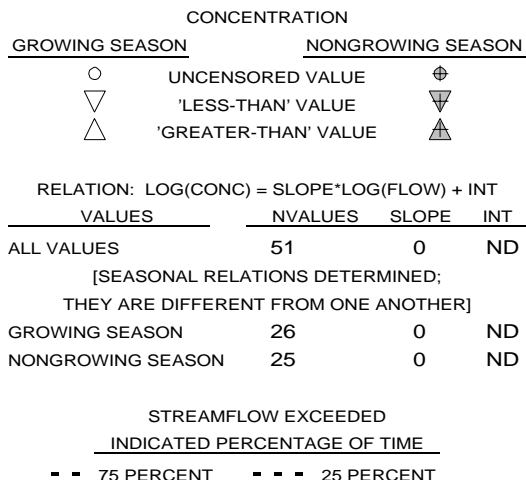 CONCENTRATION
GROWING SEASON NONGROWING SEASON
UNCENSORED VALUE
'LESS-THAN' VALUE
'GREATER-THAN' VALUE
RELATION: LOG(CONC) = SLOPE*LOG(FLOW) + INT
VALUES NVALUES SLOPE INT
ALL VALUES 51 0 ND
[SEASONAL RELATIONS DETERMINED;
THEY ARE DIFFERENT FROM ONE ANOTHER]
GROWING SEASON 26 0 ND
NONGROWING SEASON 25 0 ND
STREAMFLOW EXCEEDED
INDICATED PERCENTAGE OF TIME
75 PERCENT 25 PERCENT